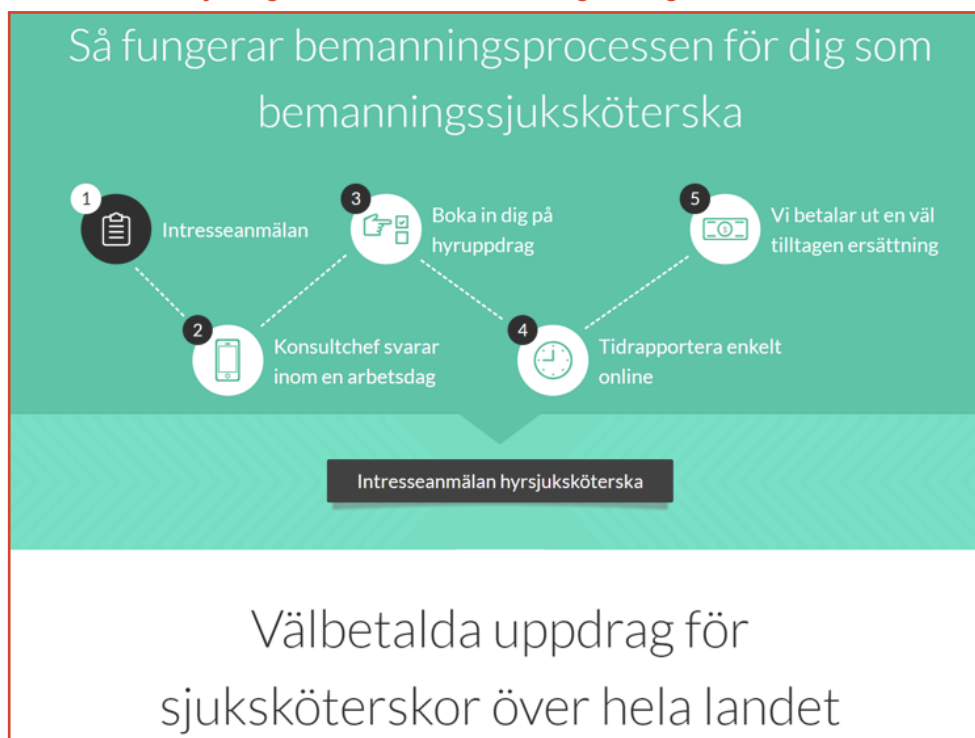 Så fungerar bemanningsprocessen för dig som
bemanningssjuksköterska
1
Intresseanmälan
2
Konsultchef svarar
inom en arbetsdag
3
Boka in dig på
hyruppdrag
4
Tidrapportera enkelt
online
5
Vi betalar ut en väl
tilltagen ersättning
Intresseanmälan hyrsjuksköterska
Välbetalda uppdrag för
sjuksköterskor över hela landet